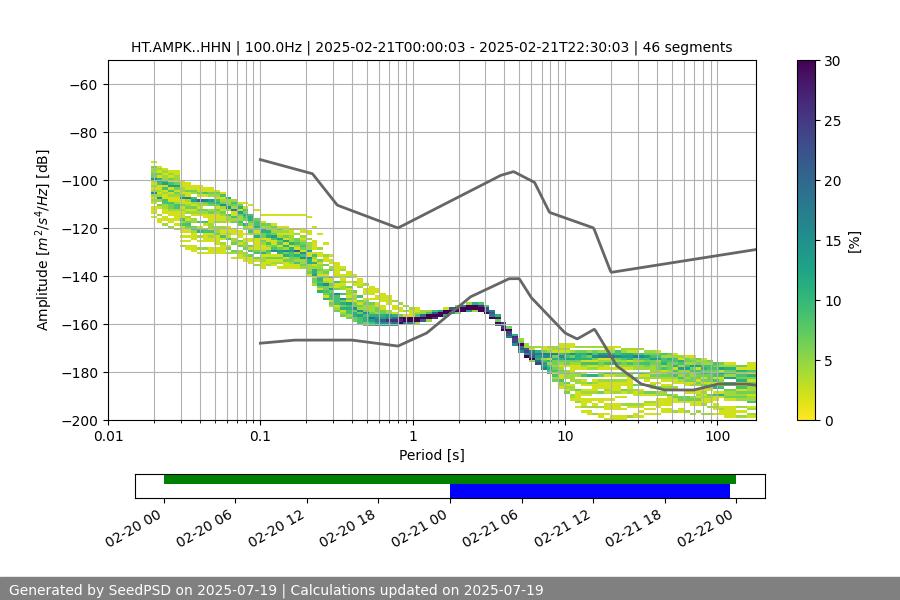 HT.AMPK..HHN | 100.0Hz | 2025-02-21T00:00:03 - 2025-02-21T22:30:03 | 46 segments
−60
−80
−100
−120
−140
−160
−180
−200
Amplitude [m²/s⁴/Hz] [dB]
0.01 0.1 1 10 100
Period [s]
30
25
20
15
10
5
0
[%]
02-20 00 02-20 06 02-20 12 02-20 18 02-21 00 02-21 06 02-21 12 02-21 18 02-22 00
Generated by SeedPSD on 2025-07-19 | Calculations updated on 2025-07-19